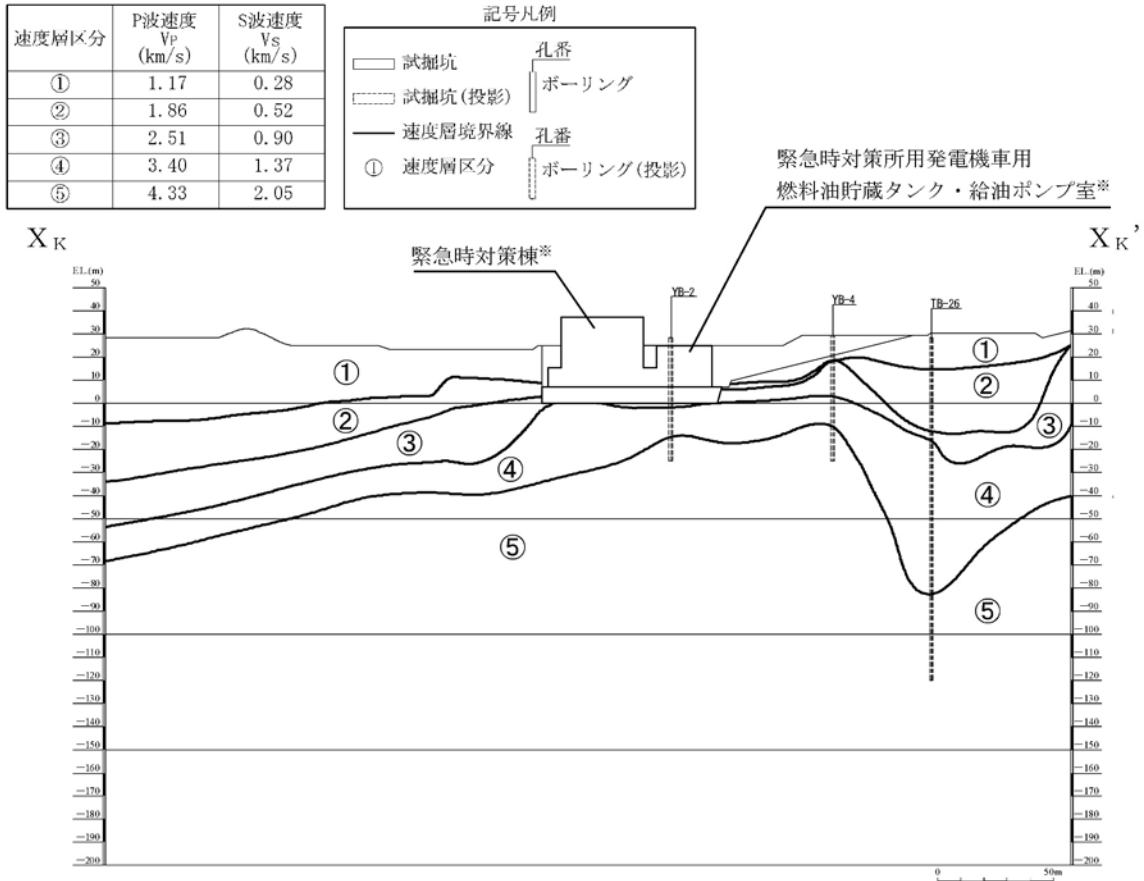 速度層区分 P波速度 VP (km/s) S波速度 VS (km/s)
① 1.17 0.28
② 1.86 0.52
③ 2.51 0.90
④ 3.40 1.37
⑤ 4.33 2.05
記号凡例
試掘坑
試掘坑(投影)
速度層境界線
① 速度層区分
孔番
ボーリング
孔番
ボーリング(投影)
緊急時対策所用発電機車用
燃料油貯蔵タンク・給油ポンプ室※
緊急時対策棟※
XK
XK’
EL.(m)
50
40
30
20
10
0
−10
−20
−30
−40
−50
−60
−70
−80
−90
−100
−110
−120
−130
−140
−150
−160
−170
−180
−190
−200
YB-2
YB-4
TB-26
①
②
③
④
⑤
①
②
③
④
⑤
EL.(m)
50
40
30
20
10
0
−10
−20
−30
−40
−50
−60
−70
−80
−90
−100
−110
−120
−130
−140
−150
−160
−170
−180
−190
−200
0 50m